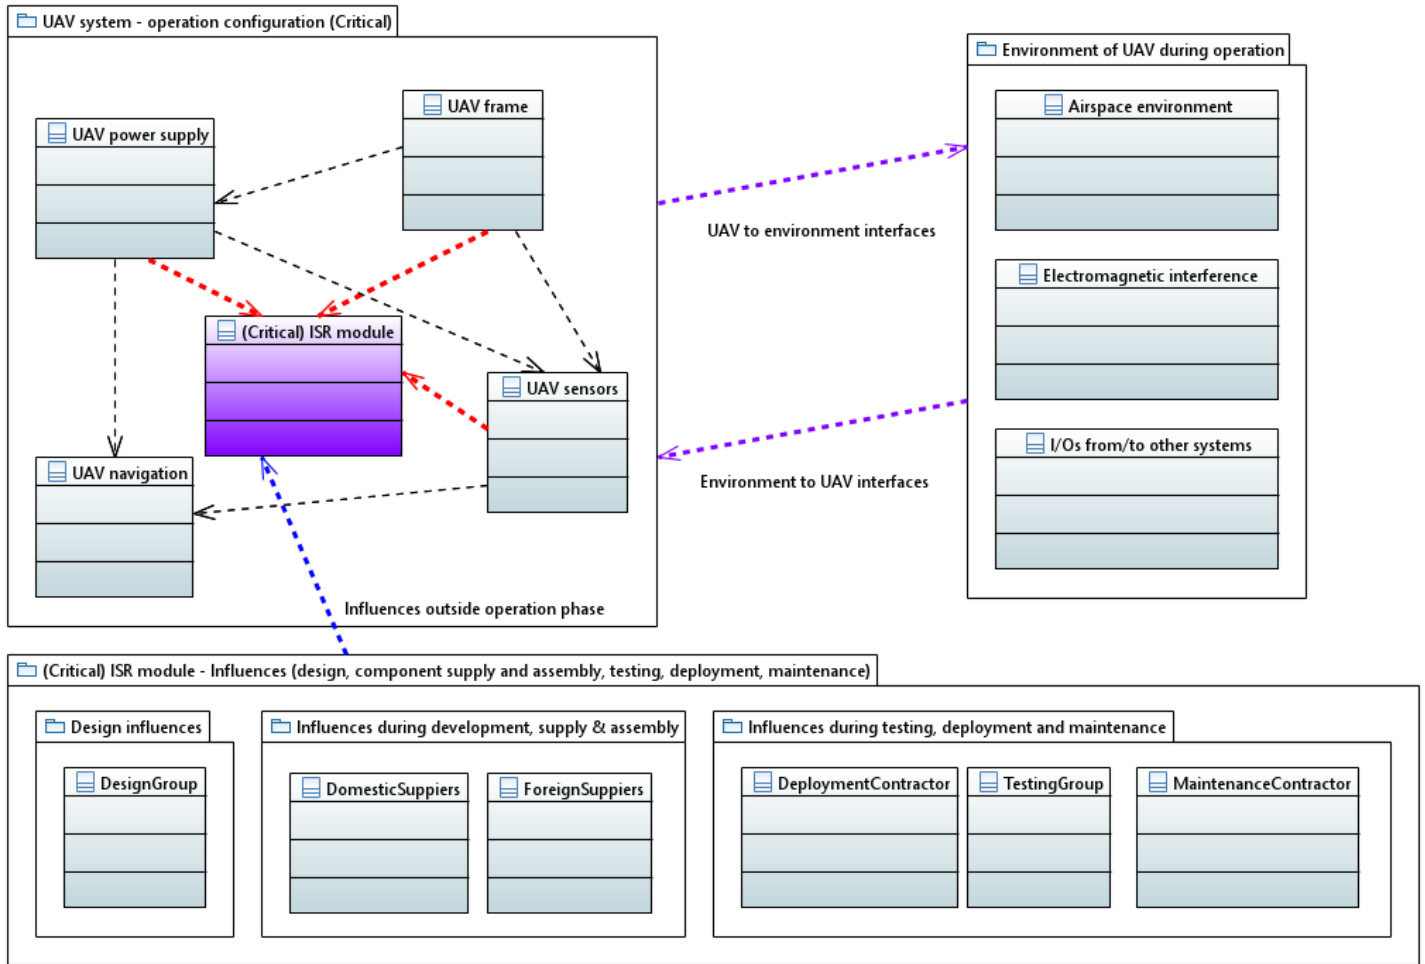 UAV system - operation configuration (Critical)
Environment of UAV during operation
UAV frame
Airspace environment
UAV power supply
UAV to environment interfaces
Electromagnetic interference
(Critical) ISR module
UAV sensors
I/Os from/to other systems
UAV navigation
Environment to UAV interfaces
Influences outside operation phase
(Critical) ISR module - Influences (design, component supply and assembly, testing, deployment, maintenance)
Design influences
Influences during development, supply & assembly
Influences during testing, deployment and maintenance
DesignGroup
DomesticSuppiers
ForeignSuppiers
DeploymentContractor
TestingGroup
MaintenanceContractor